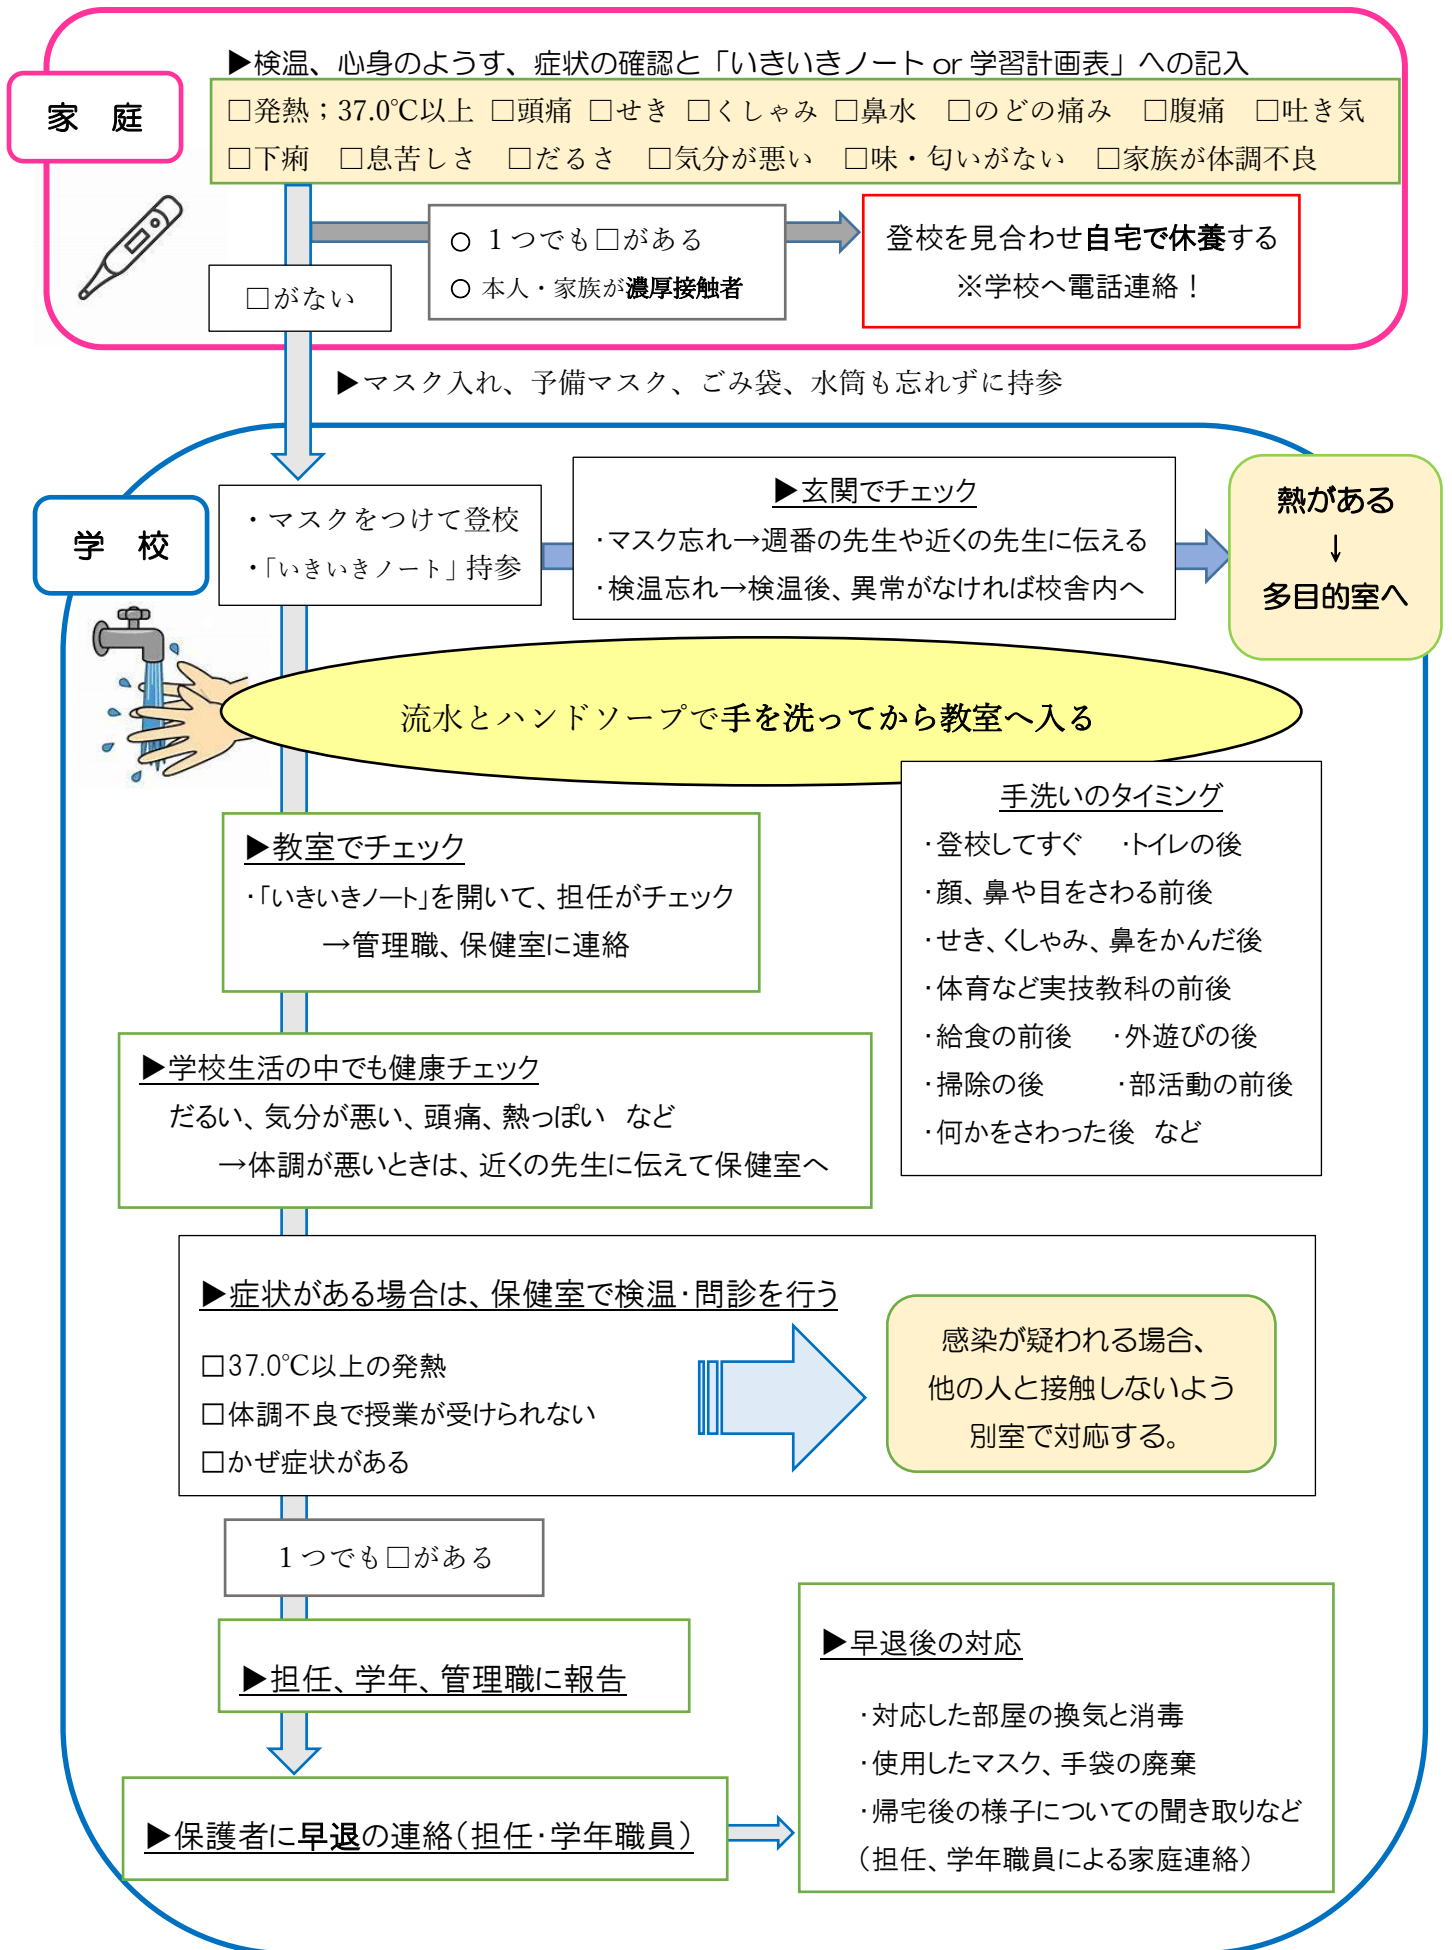 ▶検温、心身のようす、症状の確認と「いきいきノート or 学習計画表」への記入
家 庭
□発熱；37.0℃以上 □頭痛 □せき □くしゃみ □鼻水 □のどの痛み □腹痛 □吐き気
□下痢 □息苦しさ □だるさ □気分が悪い □味・匂いがない □家族が体調不良
○ 1つでも□がある
○ 本人・家族が濃厚接触者
登校を見合わせ自宅で休養する
※学校へ電話連絡！
□がない
▶マスク入れ、予備マスク、ごみ袋、水筒も忘れずに持参
学 校
・マスクをつけて登校
・「いきいきノート」持参
▶玄関でチェック
・マスク忘れ→週番の先生や近くの先生に伝える
・検温忘れ→検温後、異常がなければ校舎内へ
熱がある
↓
多目的室へ
流水とハンドソープで手を洗ってから教室へ入る
▶教室でチェック
・「いきいきノート」を開いて、担任がチェック
→管理職、保健室に連絡
手洗いのタイミング
・登校してすぐ ・トイレの後
・顔、鼻や目をさわる前後
・せき、くしゃみ、鼻をかんだ後
・体育など実技教科の前後
・給食の前後 ・外遊びの後
・掃除の後 ・部活動の前後
・何かをさわった後 など
▶学校生活の中でも健康チェック
だるい、気分が悪い、頭痛、熱っぽい など
→体調が悪いときは、近くの先生に伝えて保健室へ
▶症状がある場合は、保健室で検温・問診を行う
□37.0℃以上の発熱
□体調不良で授業が受けられない
□かぜ症状がある
感染が疑われる場合、
他の人と接触しないよう
別室で対応する。
1つでも□がある
▶担任、学年、管理職に報告
▶保護者に早退の連絡（担任・学年職員）
▶早退後の対応
・対応した部屋の換気と消毒
・使用したマスク、手袋の廃棄
・帰宅後の様子についての聞き取りなど
（担任、学年職員による家庭連絡）